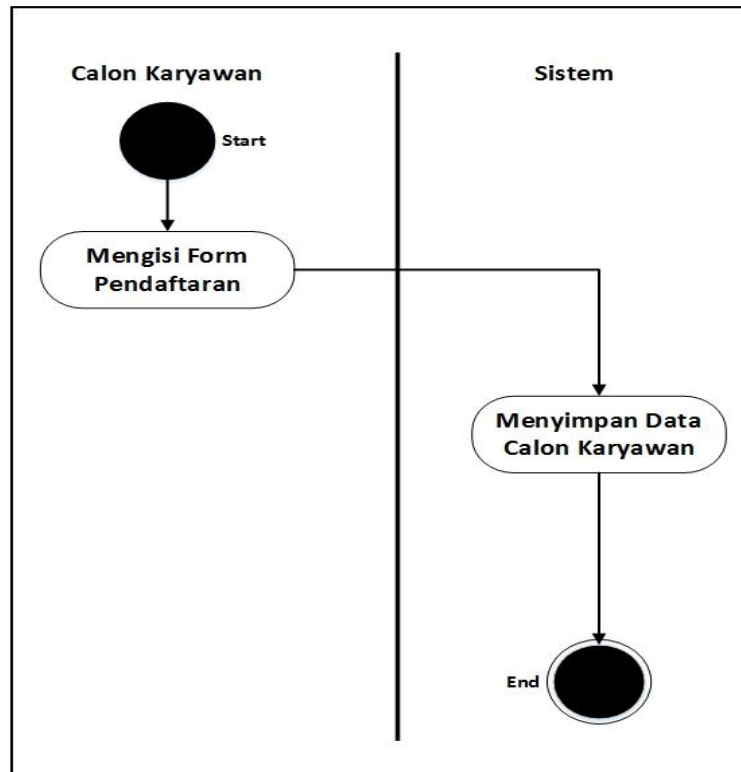 Calon Karyawan
Sistem
Start
Mengisi Form
Pendaftaran
Menyimpan Data
Calon Karyawan
End